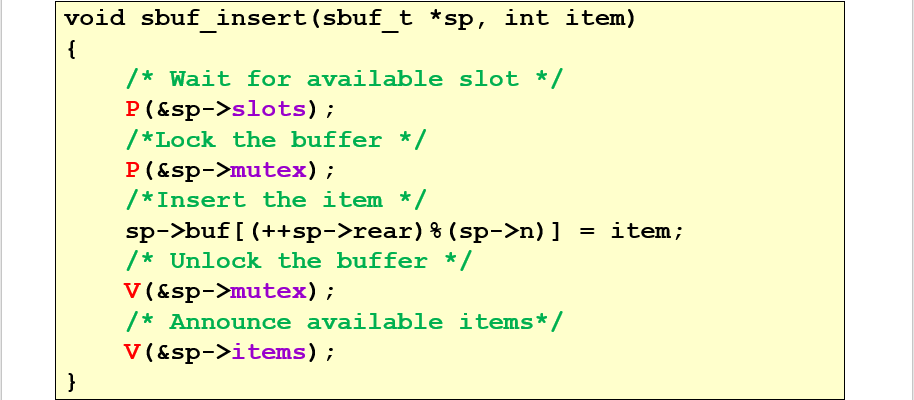 void sbuf_insert(sbuf_t *sp, int item)
{
/* Wait for available slot */
P(&sp->slots);
/*Lock the buffer */
P(&sp->mutex);
/*Insert the item */
sp->buf[(++sp->rear)%(sp->n)] = item;
/* Unlock the buffer */
V(&sp->mutex);
/* Announce available items*/
V(&sp->items);
}